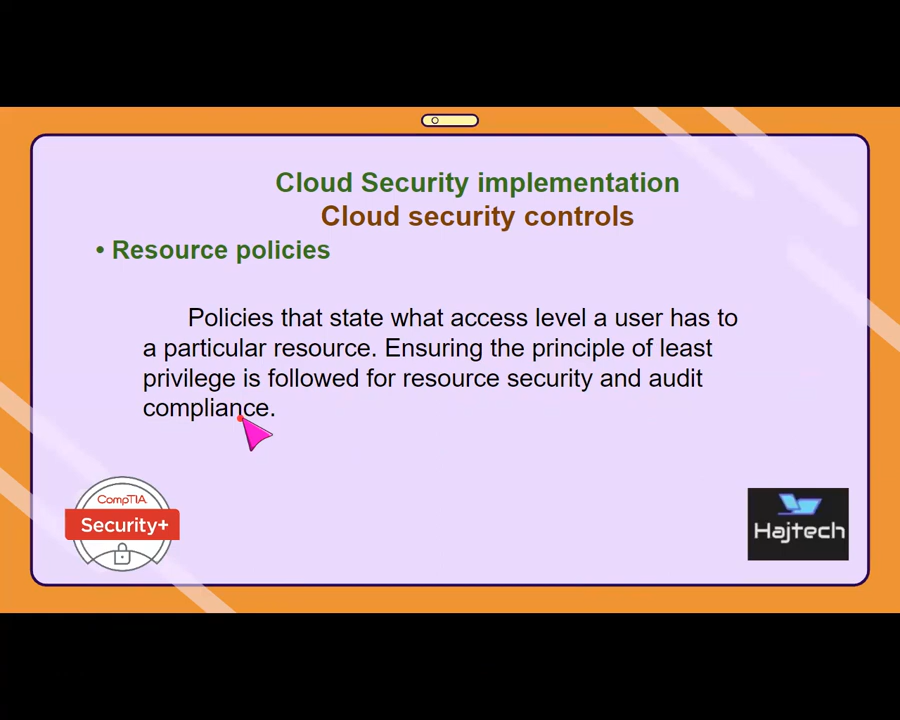 Cloud Security implementation
Cloud security controls
• Resource policies
Policies that state what access level a user has to
a particular resource. Ensuring the principle of least
privilege is followed for resource security and audit
compliance.
CompTIA
Security+
Hajtech